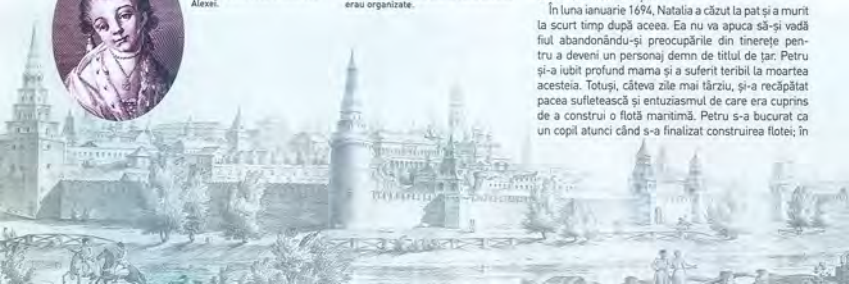 Alexei.
erau organizate.
În luna ianuarie 1694, Natalia a căzut la pat și a murit
la scurt timp după aceea. Ea nu va apuca să-și vadă
fiul abandonându-și preocupările din tinerețe pen-
tru a deveni un personaj demn de titlul de țar. Petru
și-a iubit profund mama și a suferit teribil la moartea
acesteia. Totuși, câteva zile mai târziu, și-a recăpătat
pacea sufletească și entuziasmul de care era cuprins
de a construi o flotă maritimă. Petru s-a bucurat ca
un copil atunci când s-a finalizat construirea flotei; în